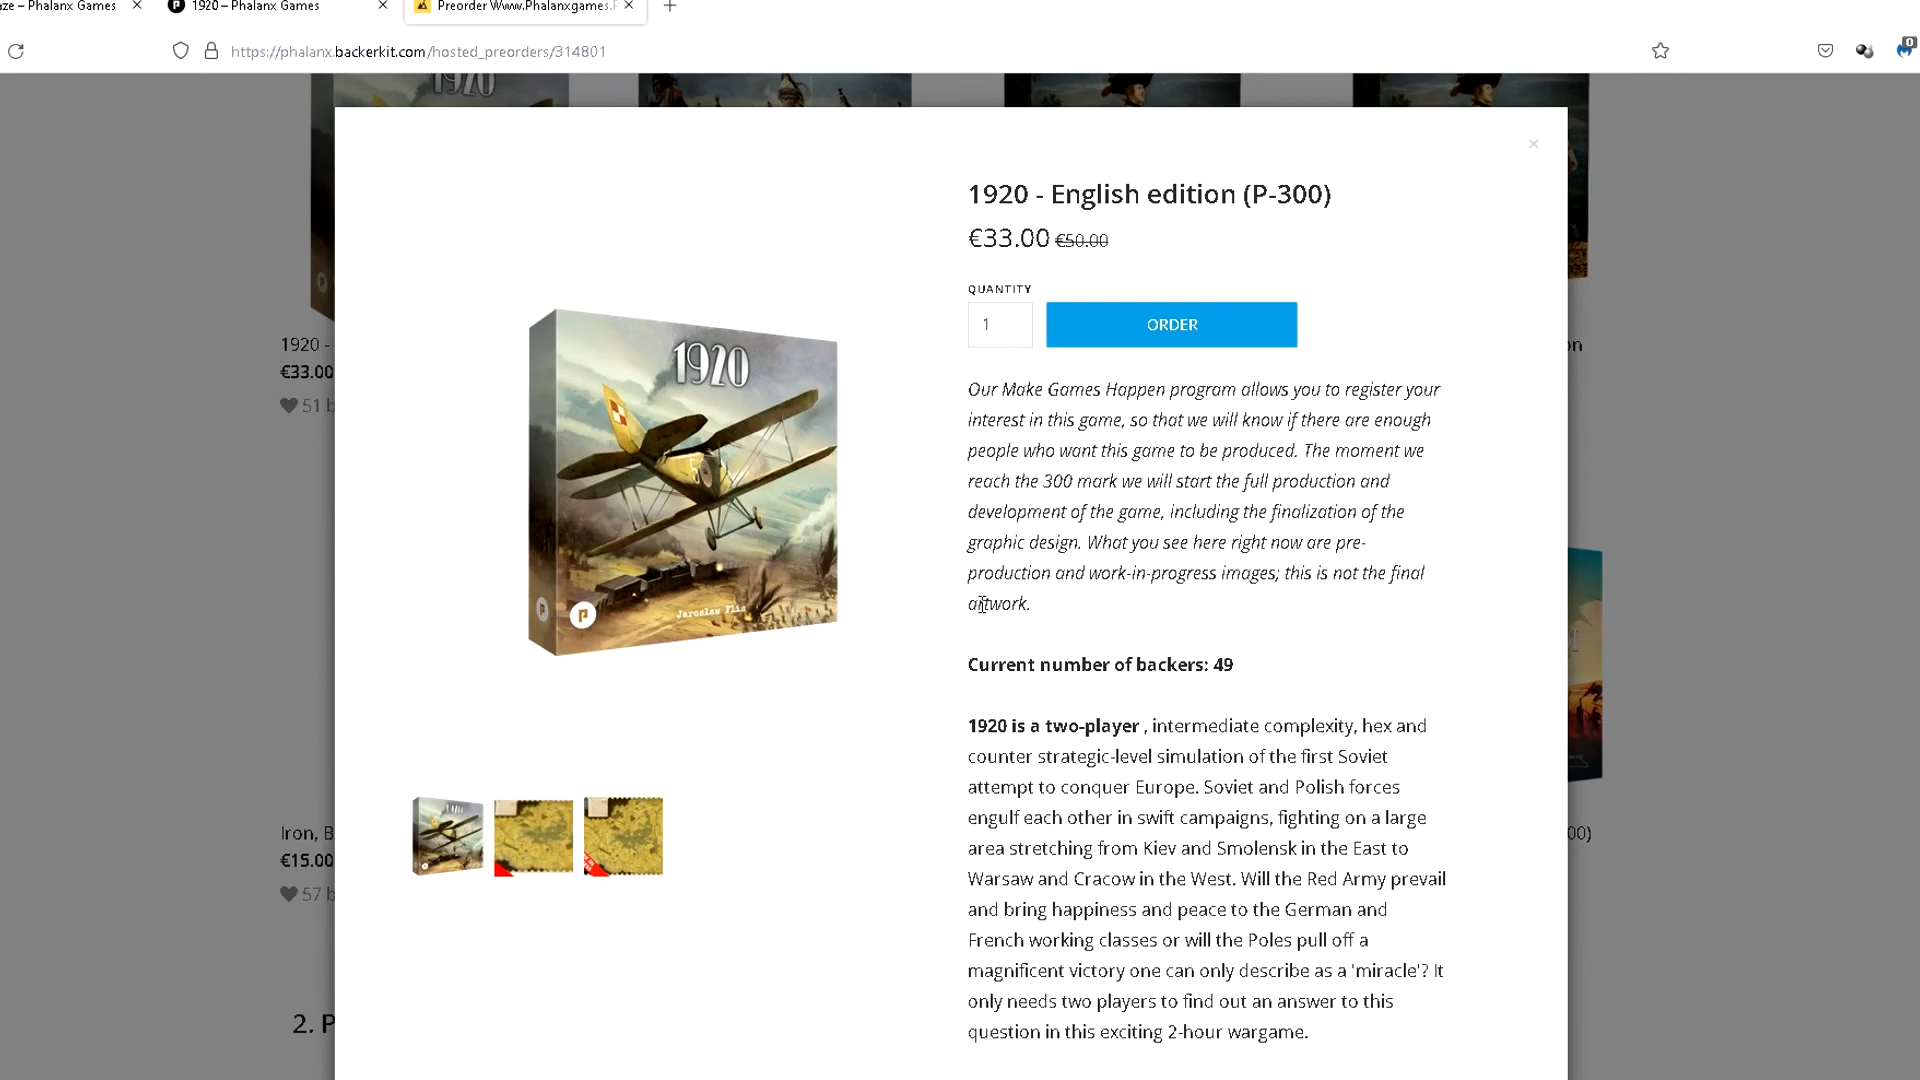 aze – Phalanx Games
1920 – Phalanx Games
Preorder Www.Phalanxgames.P
https://phalanx.backerkit.com/hosted_preorders/314801
0
1920
1920 - English edition (P-300)
€33.00 €50.00
QUANTITY
1
ORDER
1920
Jaroslaw Flis
Our Make Games Happen program allows you to register your
interest in this game, so that we will know if there are enough
people who want this game to be produced. The moment we
reach the 300 mark we will start the full production and
development of the game, including the finalization of the
graphic design. What you see here right now are pre-
production and work-in-progress images; this is not the final
artwork.
Current number of backers: 49
1920 is a two-player , intermediate complexity, hex and
counter strategic-level simulation of the first Soviet
attempt to conquer Europe. Soviet and Polish forces
engulf each other in swift campaigns, fighting on a large
area stretching from Kiev and Smolensk in the East to
Warsaw and Cracow in the West. Will the Red Army prevail
and bring happiness and peace to the German and
French working classes or will the Poles pull off a
magnificent victory one can only describe as a 'miracle'? It
only needs two players to find out an answer to this
question in this exciting 2-hour wargame.
1920 -
€33.00
51 b
on
Iron, B
€15.00
57 b
00)
2. P